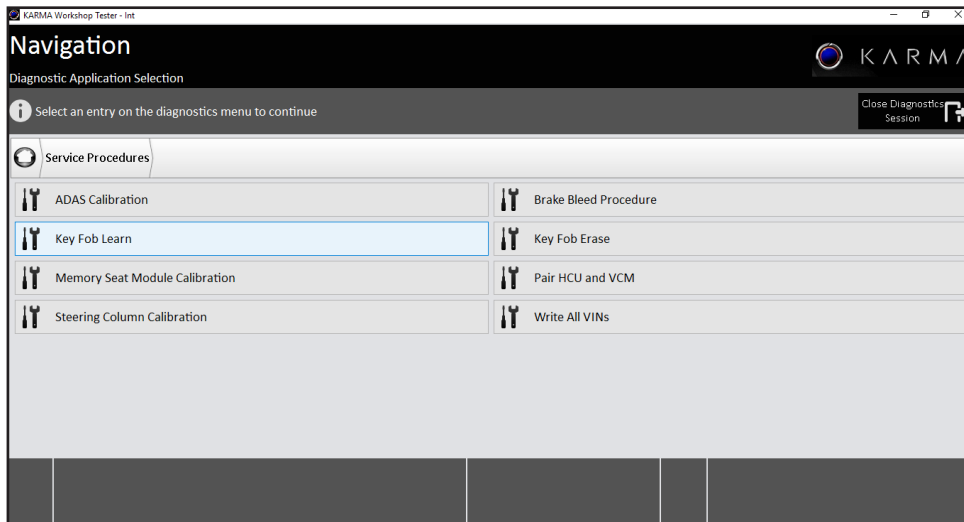 KARMA Workshop Tester - Int
Navigation
Diagnostic Application Selection
KARMA
Select an entry on the diagnostics menu to continue
Close Diagnostics
Session
Service Procedures
ADAS Calibration
Brake Bleed Procedure
Key Fob Learn
Key Fob Erase
Memory Seat Module Calibration
Pair HCU and VCM
Steering Column Calibration
Write All VINs